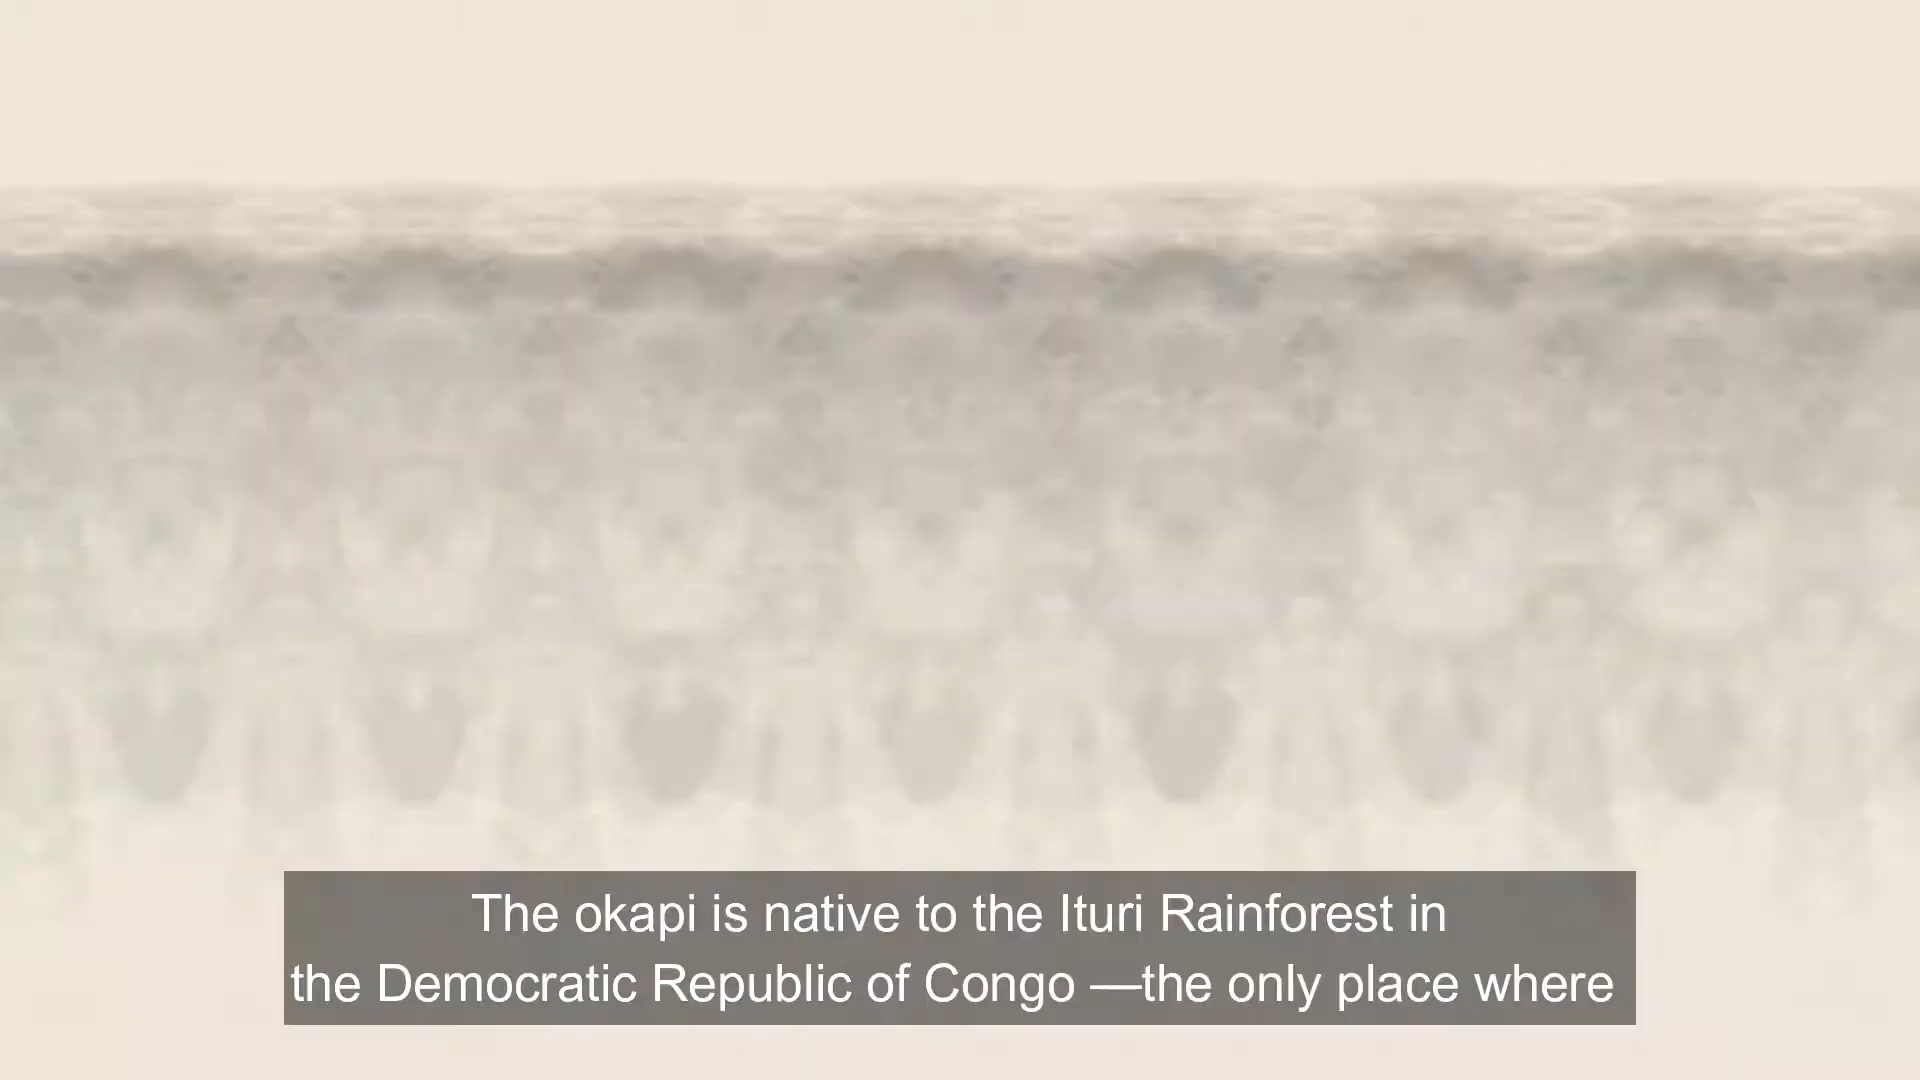 The okapi is native to the Ituri Rainforest in
the Democratic Republic of Congo —the only place where